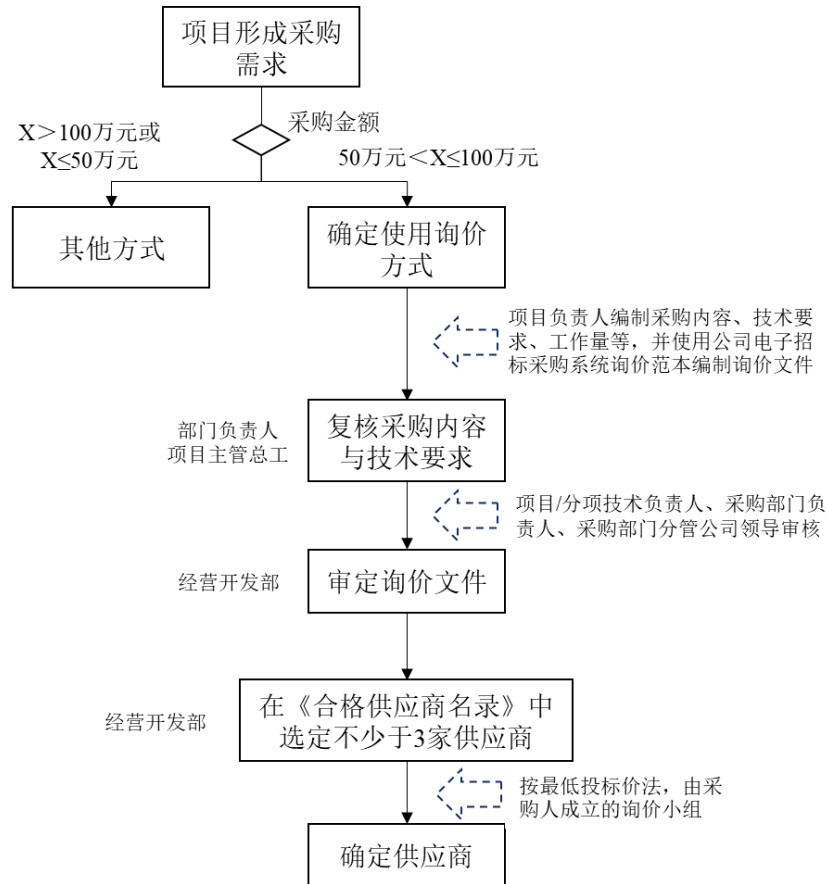 项目形成采购
需求
采购金额
X＞100万元或
X≤50万元
50万元＜X≤100万元
其他方式
确定使用询价
方式
项目负责人编制采购内容、技术要
求、工作量等，并使用公司电子招
标采购系统询价范本编制询价文件
部门负责人
项目主管总工
复核采购内容
与技术要求
项目/分项技术负责人、采购部门负
责人、采购部门分管公司领导审核
经营开发部
审定询价文件
经营开发部
在《合格供应商名录》中
选定不少于3家供应商
按最低投标价法，由采
购人成立的询价小组
确定供应商